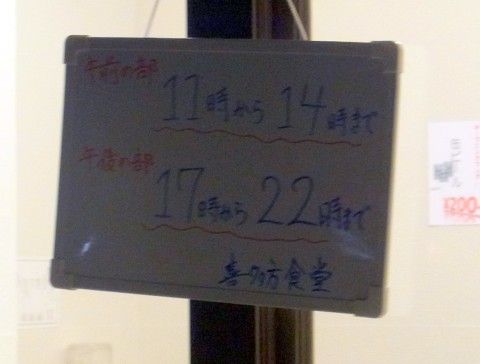 午前の部
11時から14時まで
午後の部
17時から22時まで
喜多方食堂